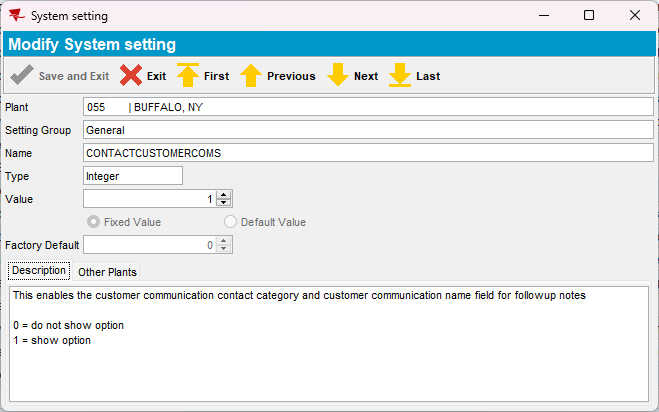 System setting
Modify System setting
Save and Exit Exit First Previous Next Last
Plant 055 | BUFFALO, NY
Setting Group General
Name CONTACTCUSTOMERCOMS
Type Integer
Value 1
Fixed Value Default Value
Factory Default 0
Description Other Plants
This enables the customer communication contact category and customer communication name field for followup notes
0 = do not show option
1 = show option